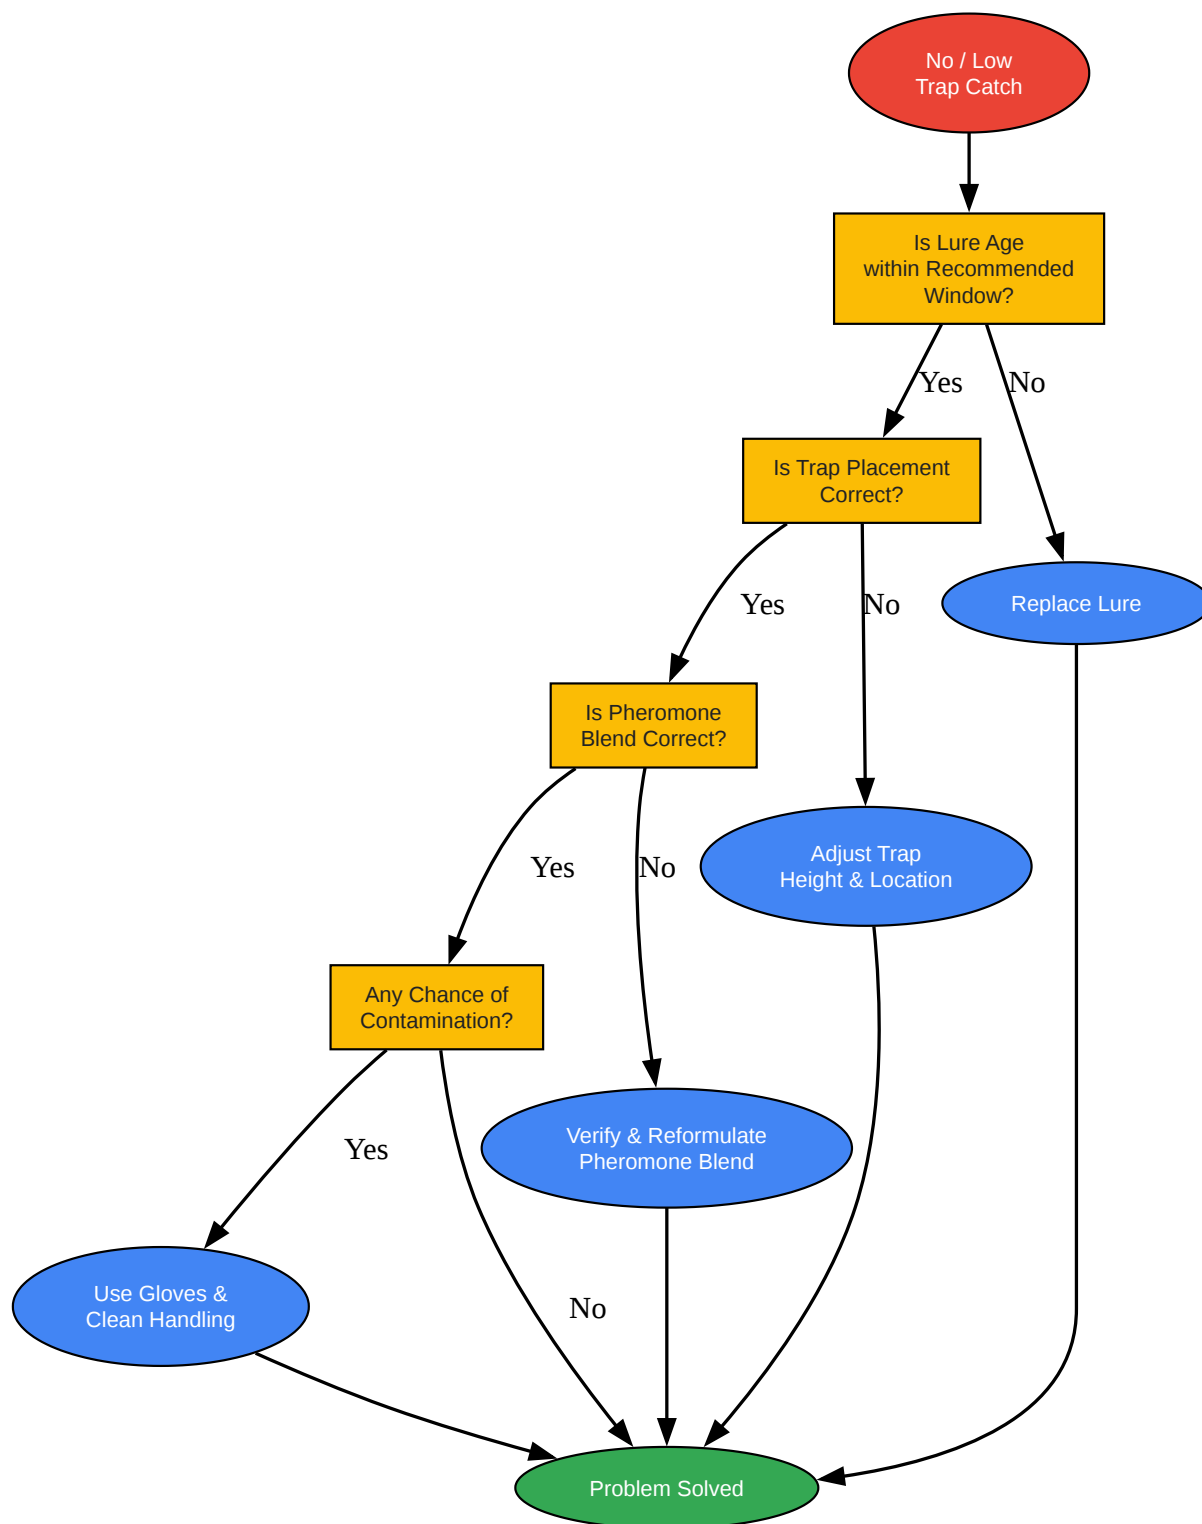 No / Low
Trap Catch
Is Lure Age
within Recommended
Window?
Yes
No
Is Trap Placement
Correct?
Yes
No
Replace Lure
Is Pheromone
Blend Correct?
Yes
No
Adjust Trap
Height & Location
Any Chance of
Contamination?
Yes
No
Verify & Reformulate
Pheromone Blend
Use Gloves &
Clean Handling
Problem Solved